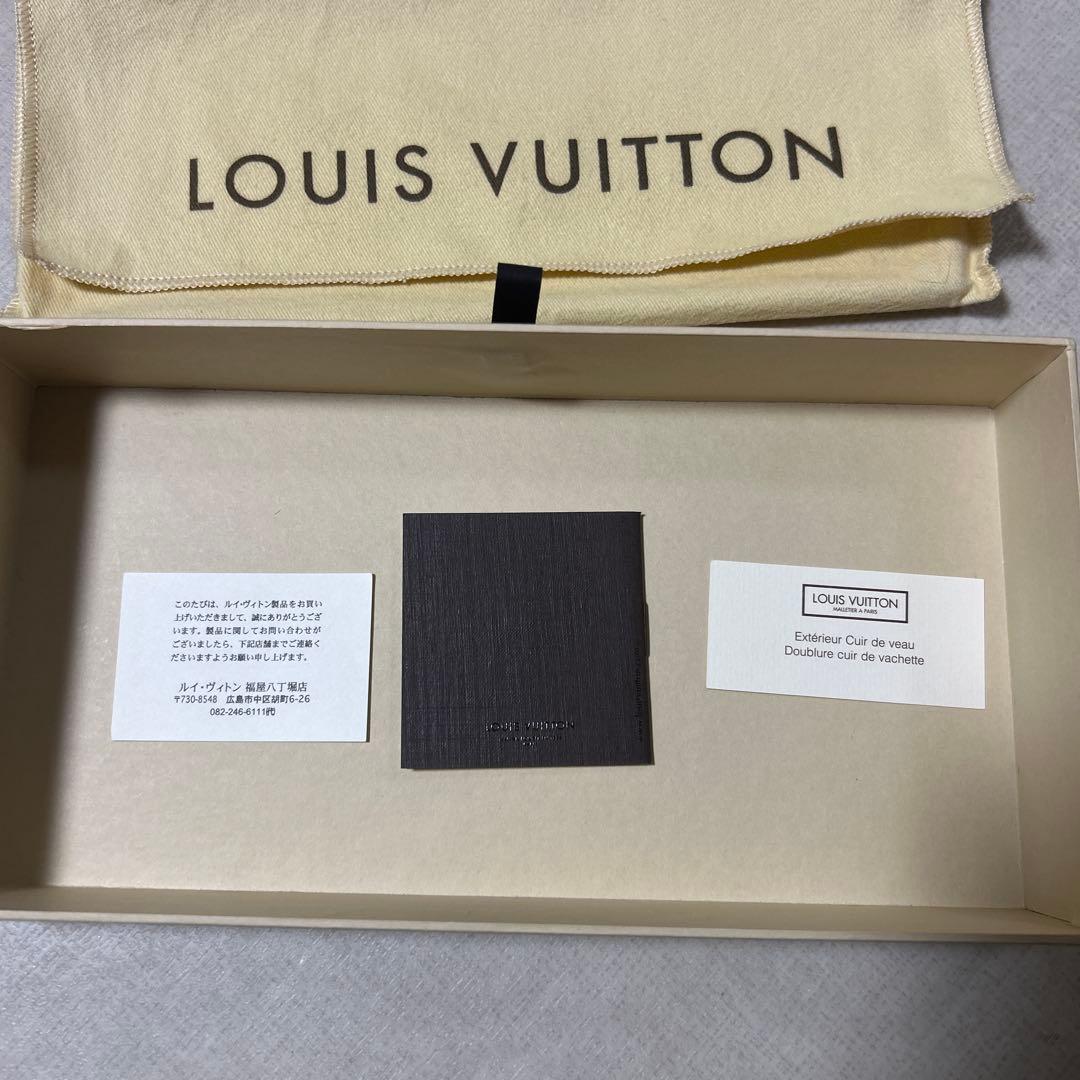 LOUIS VUITTON
このたびは、ルイ・ヴィトン製品をお買い
上げいただきまして、誠にありがとうござ
います。製品に関してお問い合わせが
ございましたら、下記店舗までご連絡く
ださいますようお願い申し上げます。
ルイ・ヴィトン 福屋八丁堀店
〒730-8548 広島市中区胡町6-26
082-246-6111㈹
LOUIS VUITTON
www.louisvuitton.com
LOUIS VUITTON
MALLETIER A PARIS
Extérieur Cuir de veau
Doublure cuir de vachette